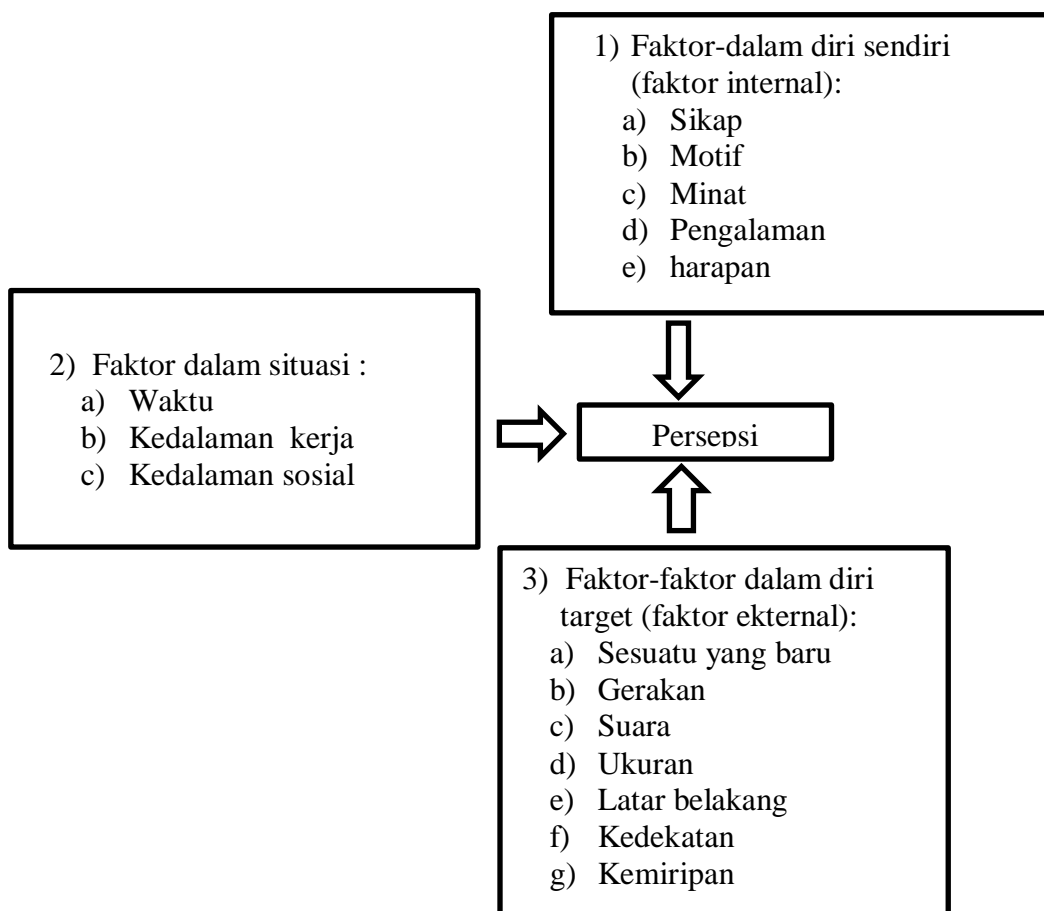 1) Faktor-dalam diri sendiri
(faktor internal):
a) Sikap
b) Motif
c) Minat
d) Pengalaman
e) harapan
2) Faktor dalam situasi :
a) Waktu
b) Kedalaman kerja
c) Kedalaman sosial
Persepsi
3) Faktor-faktor dalam diri
target (faktor ekternal):
a) Sesuatu yang baru
b) Gerakan
c) Suara
d) Ukuran
e) Latar belakang
f) Kedekatan
g) Kemiripan